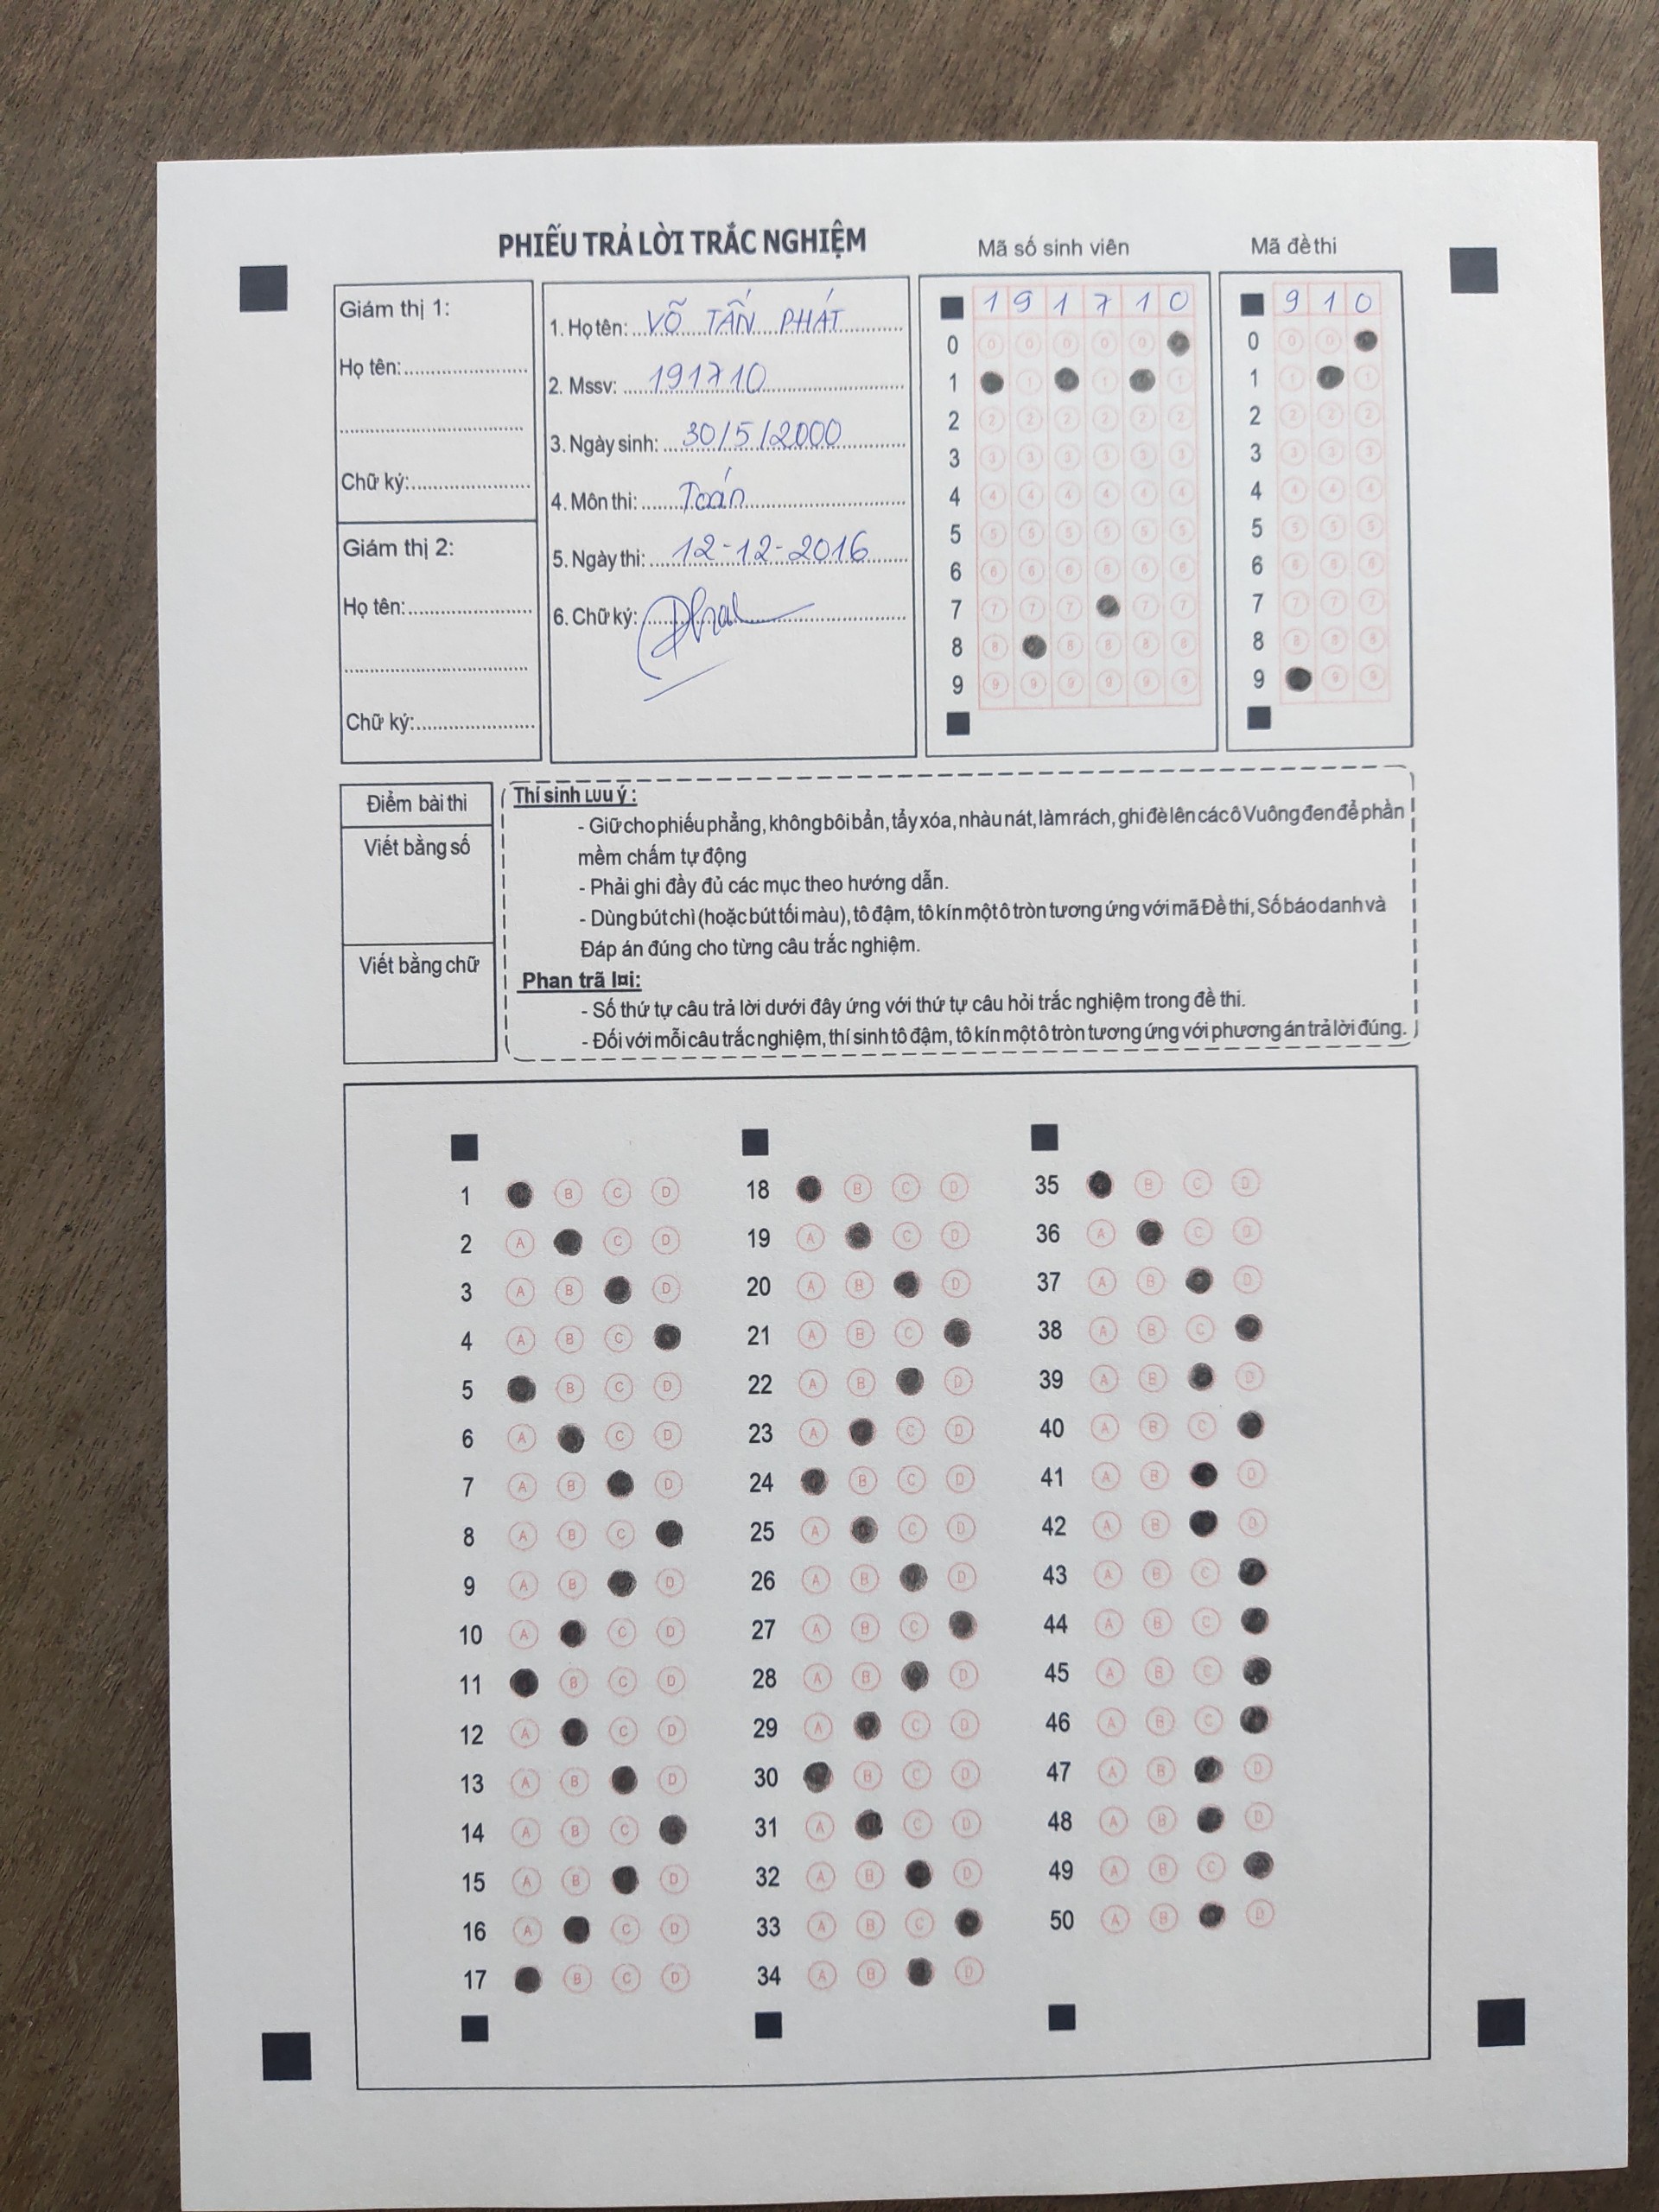 PHIẾU TRẢ LỜI TRẮC NGHIỆM
Mã số sinh viên
Mã đề thi
Giám thị 1:
Họ tên:
Chữ ký:
Giám thị 2:
Họ tên:
Chữ ký:
1. Họ tên: VÕ TẤN PHÁT
2. Mssv: 191710
3. Ngày sinh: 30/5/2000
4. Môn thi: Toán
5. Ngày thi: 12-12-2016
6. Chữ ký:
1 9 1 7 1 0
0 0 0 0 0 0
1 1 1 1
2 2 2 2 2 2 2
3 3 3 3 3 3 3
4 4 4 4 4 4 4
5 5 5 5 5 5 5
6 6 6 6 6 6 6
7 7 7 7 7 7
8 8 8 8 8 8
9 9 9 9 9 9 9
9 1 0
0 0 0
1 1 1
2 2 2 2
3 3 3 3
4 4 4 4
5 5 5 5
6 6 6 6
7 7 7 7
8 8 8 8
9 9 9
Điểm bài thi
Viết bằng số
Viết bằng chữ
Thí sinh LƯU ý :
- Giữ cho phiếu phẳng, không bôi bẩn, tẩy xóa, nhàu nát, làm rách, ghi đè lên các ô Vuông đen để phần
mềm chấm tự động
- Phải ghi đầy đủ các mục theo hướng dẫn.
- Dùng bút chì (hoặc bút tối màu), tô đậm, tô kín một ô tròn tương ứng với mã Đề thi, Số báo danh và
Đáp án đúng cho từng câu trắc nghiệm.
Phan trã l¤i:
- Số thứ tự câu trả lời dưới đây ứng với thứ tự câu hỏi trắc nghiệm trong đề thi.
- Đối với mỗi câu trắc nghiệm, thí sinh tô đậm, tô kín một ô tròn tương ứng với phương án trả lời đúng.
1 B C D
2 A C D
3 A B D
4 A B C
5 B C D
6 A C D
7 A B D
8 A B C
9 A B D
10 A C D
11 B C D
12 A C D
13 A B D
14 A B C
15 A B D
16 A C D
17 B C D
18 B C D
19 A C D
20 A B D
21 A B C
22 A B D
23 A C D
24 B C D
25 A C D
26 A B D
27 A B C
28 A B D
29 A C D
30 B C D
31 A C D
32 A B D
33 A B C
34 A B D
35 B C D
36 A C D
37 A B D
38 A B C
39 A B D
40 A B C
41 A B D
42 A B D
43 A B C
44 A B C
45 A B C
46 A B C
47 A B D
48 A B D
49 A B C
50 A B D